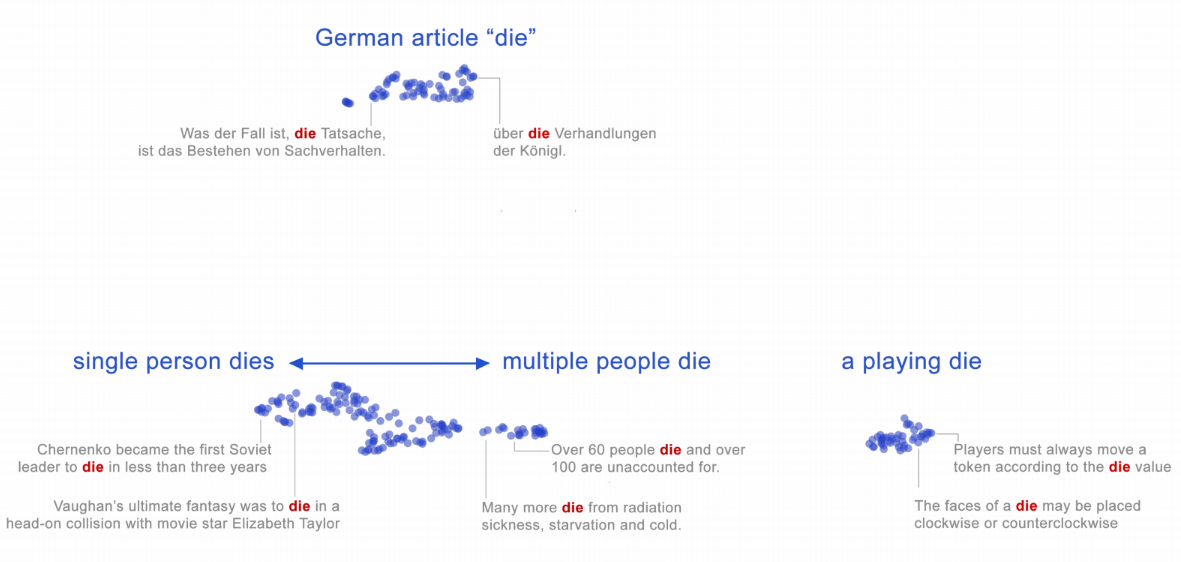 German article “die”
Was der Fall ist, die Tatsache,
ist das Bestehen von Sachverhalten.
über die Verhandlungen
der Königl.
single person dies
multiple people die
a playing die
Chernenko became the first Soviet
leader to die in less than three years
Vaughan's ultimate fantasy was to die in a
head-on collision with movie star Elizabeth Taylor
Over 60 people die and over
100 are unaccounted for.
Many more die from radiation
sickness, starvation and cold.
Players must always move a
token according to the die value
The faces of a die may be placed
clockwise or counterclockwise